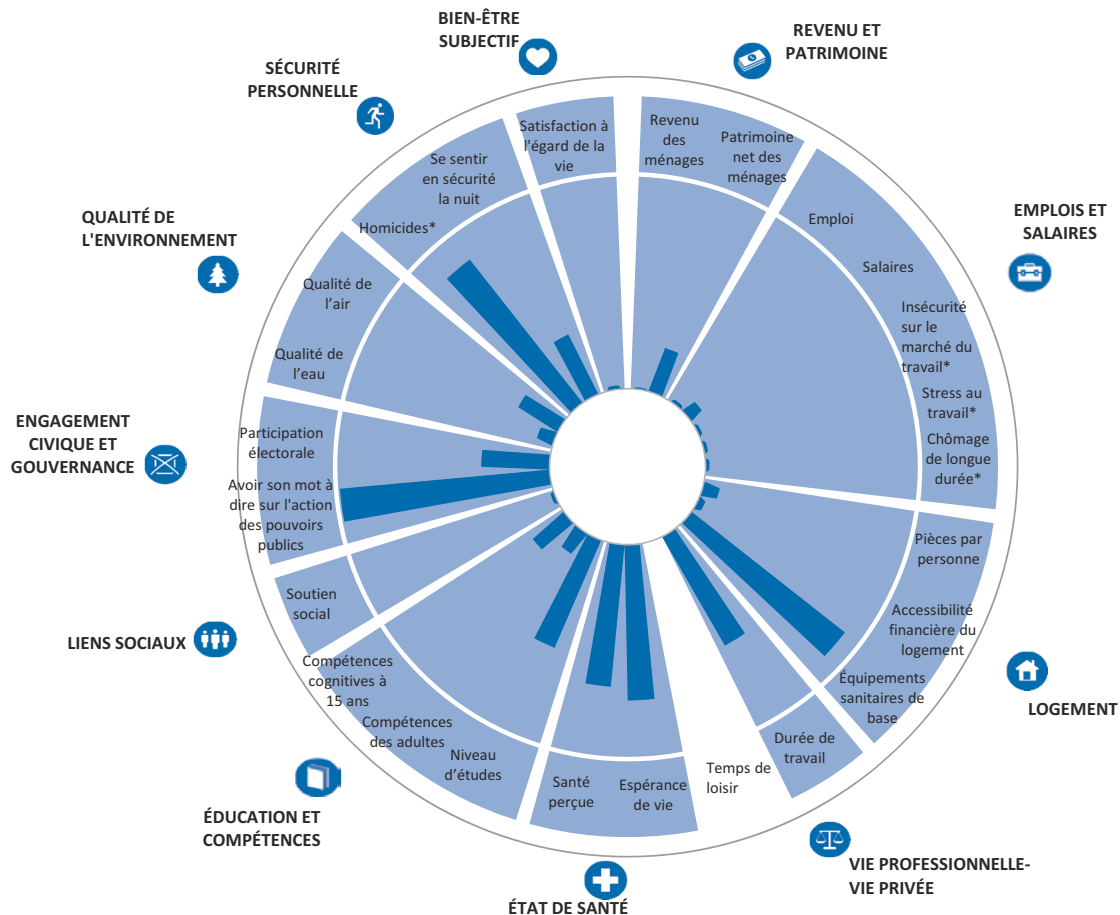 BIEN-ÊTRE
SUBJECTIF
REVENU ET
PATRIMOINE
SÉCURITÉ
PERSONNELLE
Satisfaction à
l'égard de la
vie
Revenu
des
ménages
Patrimoine
net des
ménages
Se sentir
en sécurité
la nuit
Homicides*
QUALITÉ DE
L'ENVIRONNEMENT
EMPLOIS ET
SALAIRES
Emploi
Salaires
Insécurité
sur le
marché du
travail*
Stress au
travail*
Chômage
de longue
durée*
Qualité de
l’air
Qualité de
l’eau
ENGAGEMENT
CIVIQUE ET
GOUVERNANCE
Participation
électorale
Avoir son mot à
dire sur l'action
des pouvoirs
publics
Pièces par
personne
Accessibilité
financière du
logement
Équipements
sanitaires de
base
LOGEMENT
LIENS SOCIAUX
Soutien
social
Compétences
cognitives à
15 ans
Compétences
des adultes
Niveau
d’études
ÉDUCATION ET
COMPÉTENCES
Santé
perçue
Espérance
de vie
Temps de
loisir
Durée de
travail
VIE PROFESSIONNELLE-
VIE PRIVÉE
ÉTAT DE SANTÉ